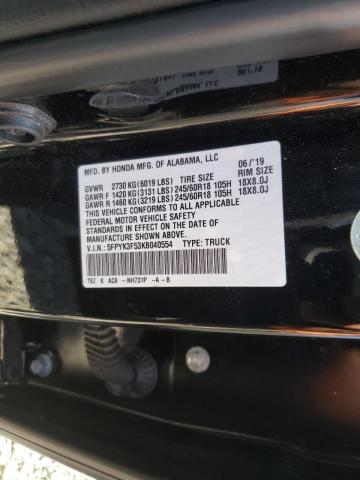 MFD. BY HONDA MFG. OF ALABAMA, LLC 06/'19
GVWR 2730 KG(6019 LBS) TIRE SIZE RIM SIZE
GAWR F 1420 KG(3131 LBS) 245/60R18 105H 18X8.0J
GAWR R 1460 KG(3219 LBS) 245/60R18 105H 18X8.0J
THIS VEHICLE CONFORMS TO ALL APPLICABLE
FEDERAL MOTOR VEHICLE SAFETY
STANDARDS IN EFFECT ON THE DATE OF
MANUFACTURE SHOWN ABOVE.
V.I.N.: 5FPYK3F53KB040554 TYPE: TRUCK
K AC8 -NH731P -A -B